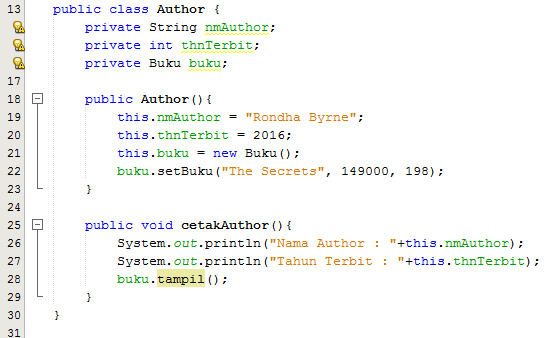 13 public class Author {
private String nmAuthor;
private int thnTerbit;
private Buku buku;
17
18 public Author(){
19 this.nmAuthor = "Rondha Byrne";
20 this.thnTerbit = 2016;
21 this.buku = new Buku();
22 buku.setBuku("The Secrets", 149000, 198);
23 }
24
25 public void cetakAuthor(){
26 System.out.println("Nama Author : "+this.nmAuthor);
27 System.out.println("Tahun Terbit : "+this.thnTerbit);
28 buku.tampil();
29 }
30 }
31